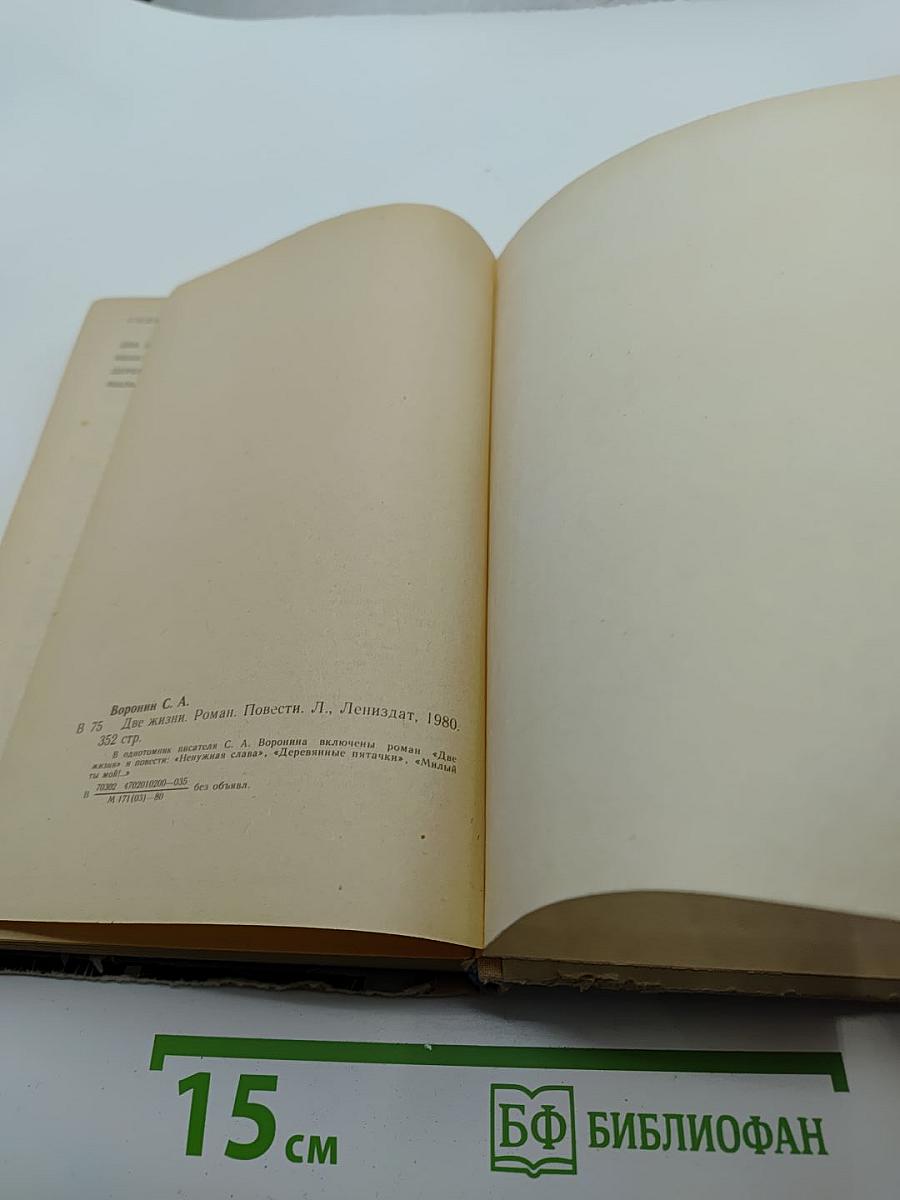 Воронин С. А.
В 75 Две жизни. Роман. Повести. Л., Лениздат, 1980.
352 стр.
В однотомник писателя С. А. Воронина включены роман «Две
жизни» и повести: «Ненужная слава», «Деревянные пятачки», «Милый
ты мой!..»
70302 4702010200—035
В без объявл.
М 171(03)—80
15 см
БФ БИБЛИОФАН